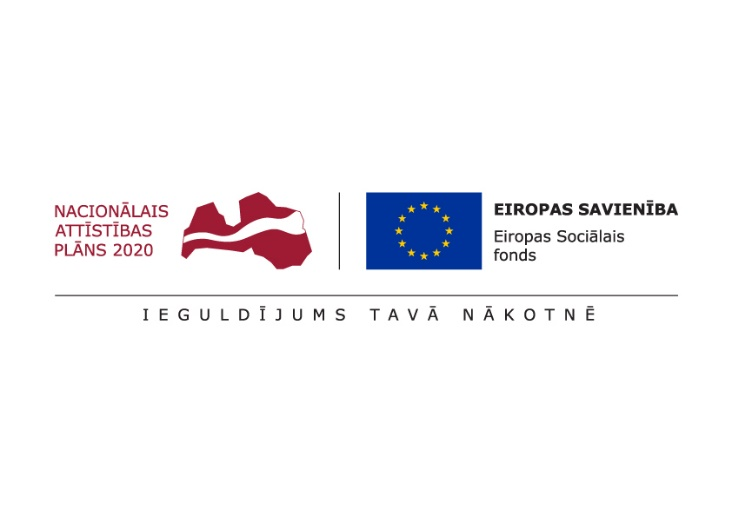 NACIONĀLAIS
ATTĪSTĪBAS
PLĀNS 2020
EIROPAS SAVIENĪBA
Eiropas Sociālais
fonds
IEGULDĪJUMS TAVĀ NĀKOTNĒ